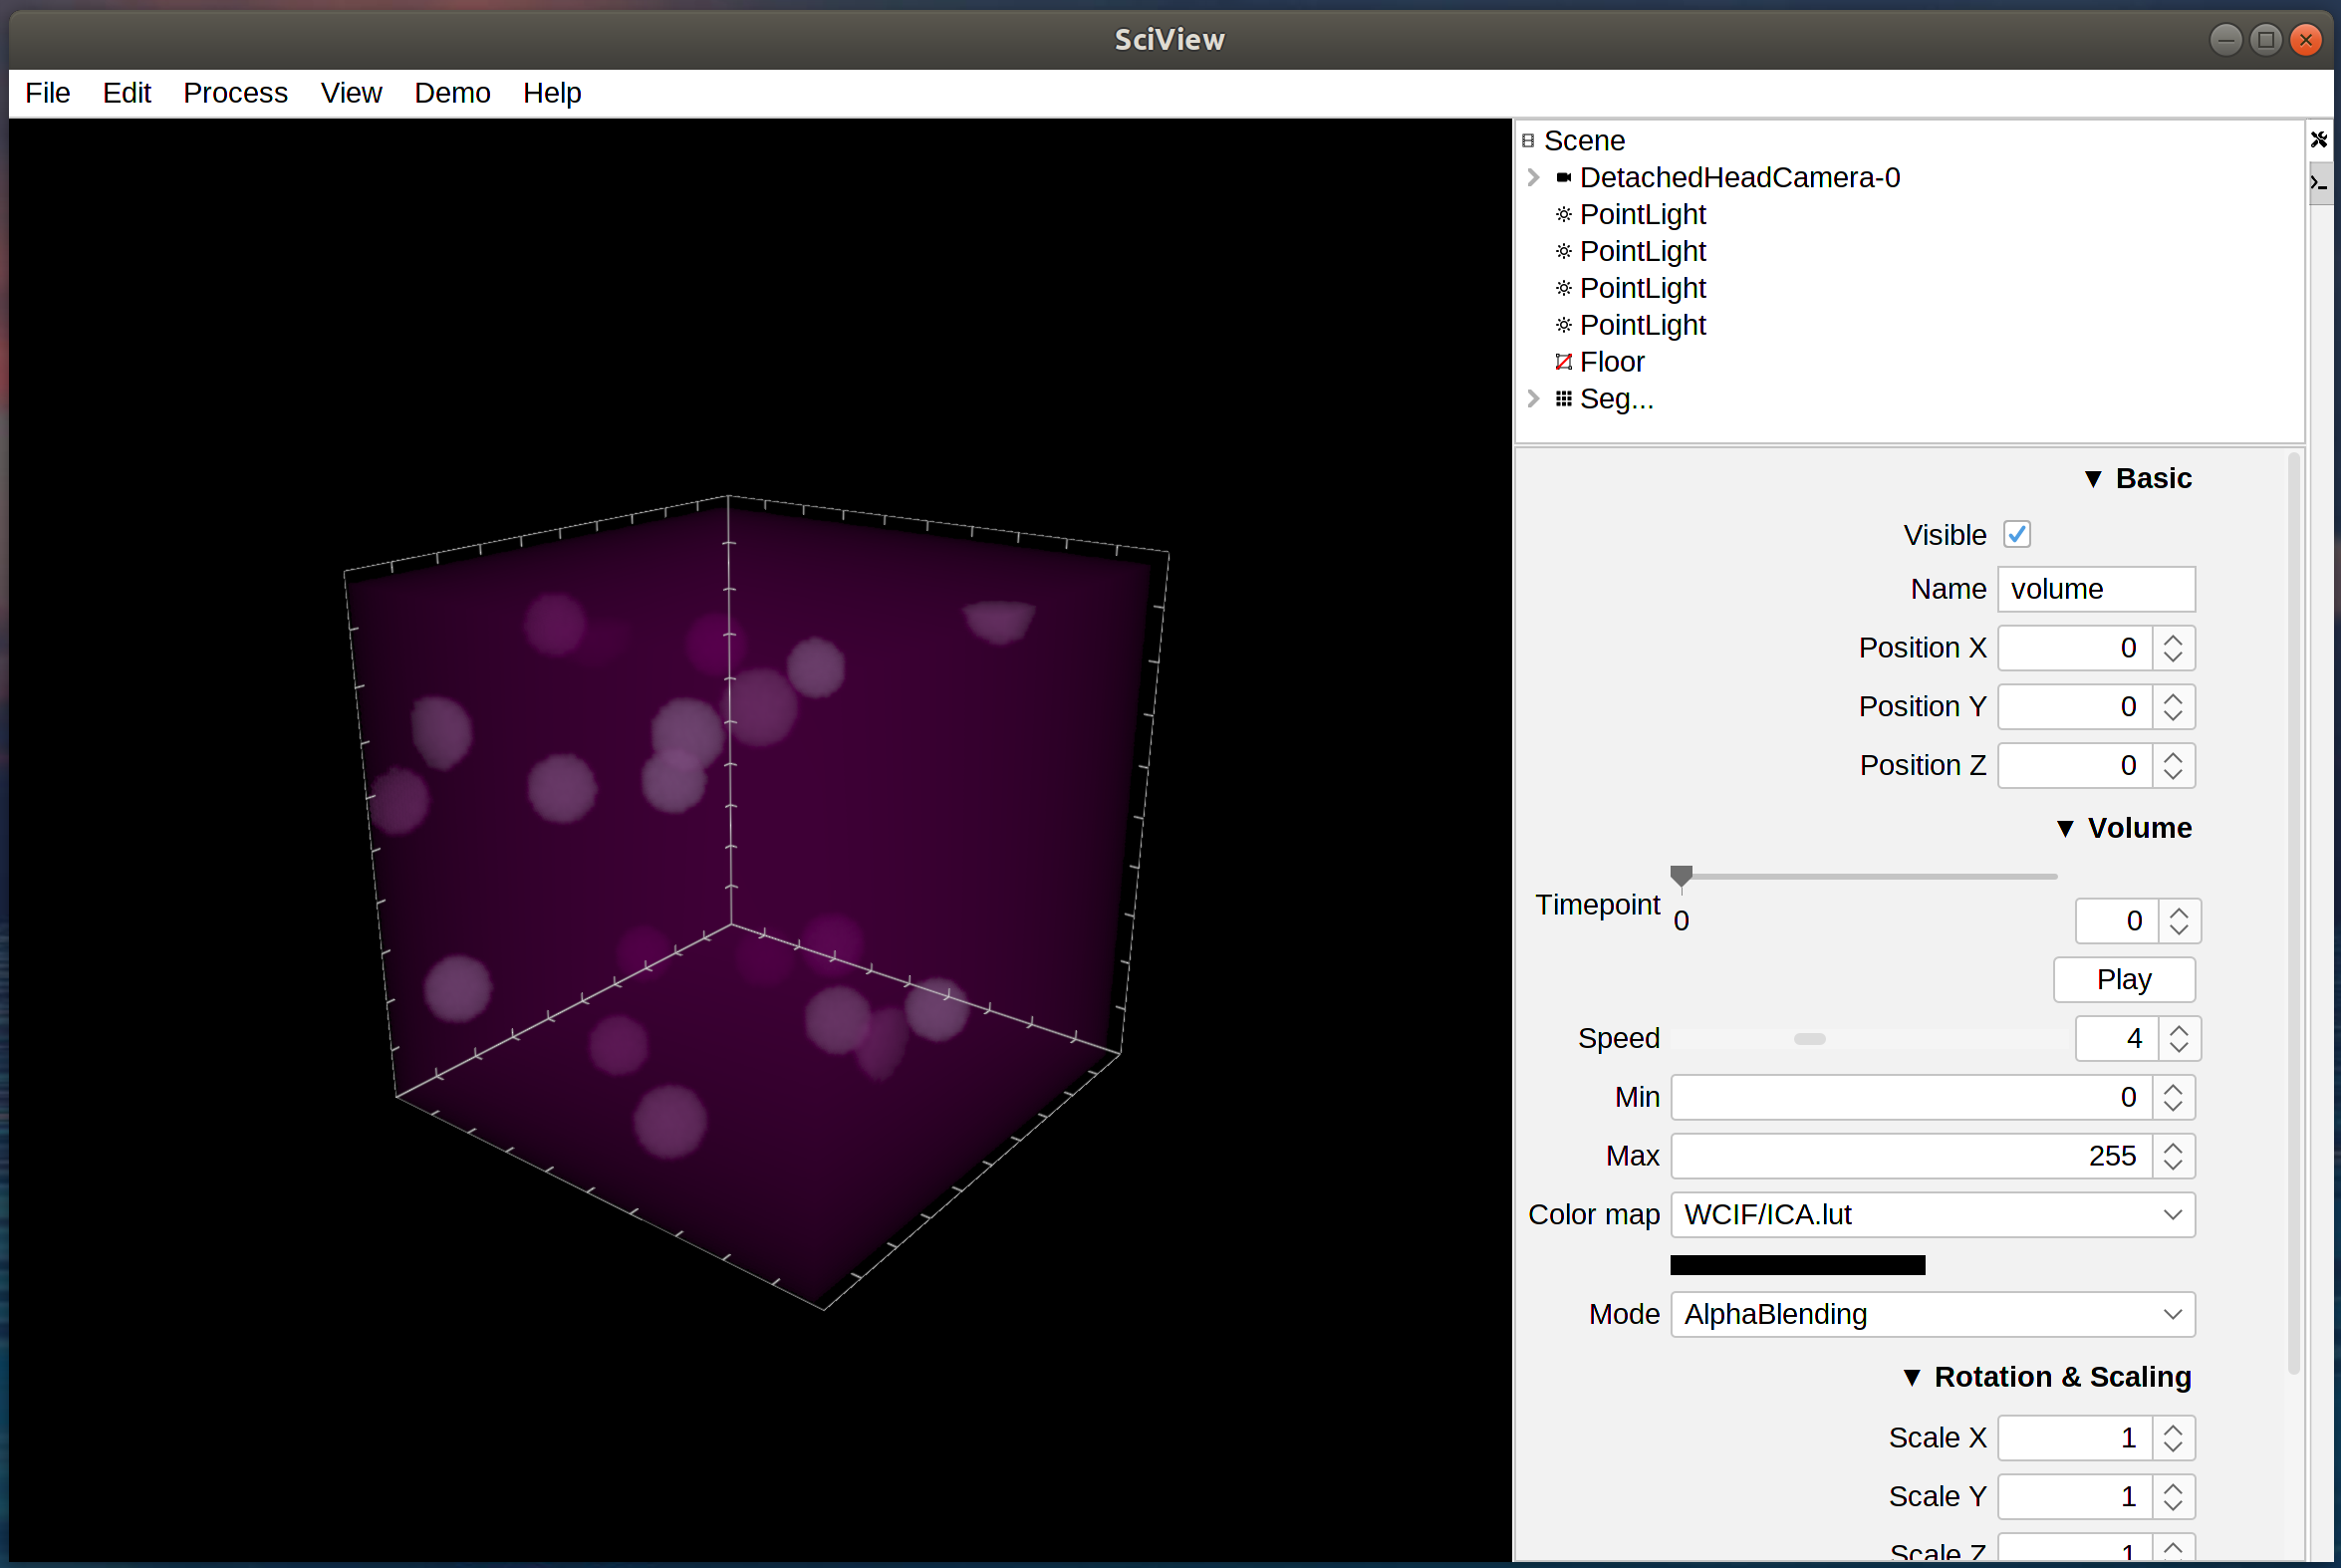 SciView
File Edit Process View Demo Help
Scene
DetachedHeadCamera-0
PointLight
PointLight
PointLight
PointLight
Floor
Seg...
▼ Basic
Visible
Name volume
Position X 0
Position Y 0
Position Z 0
▼ Volume
Timepoint 0 0
Play
Speed 4
Min 0
Max 255
Color map WCIF/ICA.lut
Mode AlphaBlending
▼ Rotation & Scaling
Scale X 1
Scale Y 1
Scale Z 1